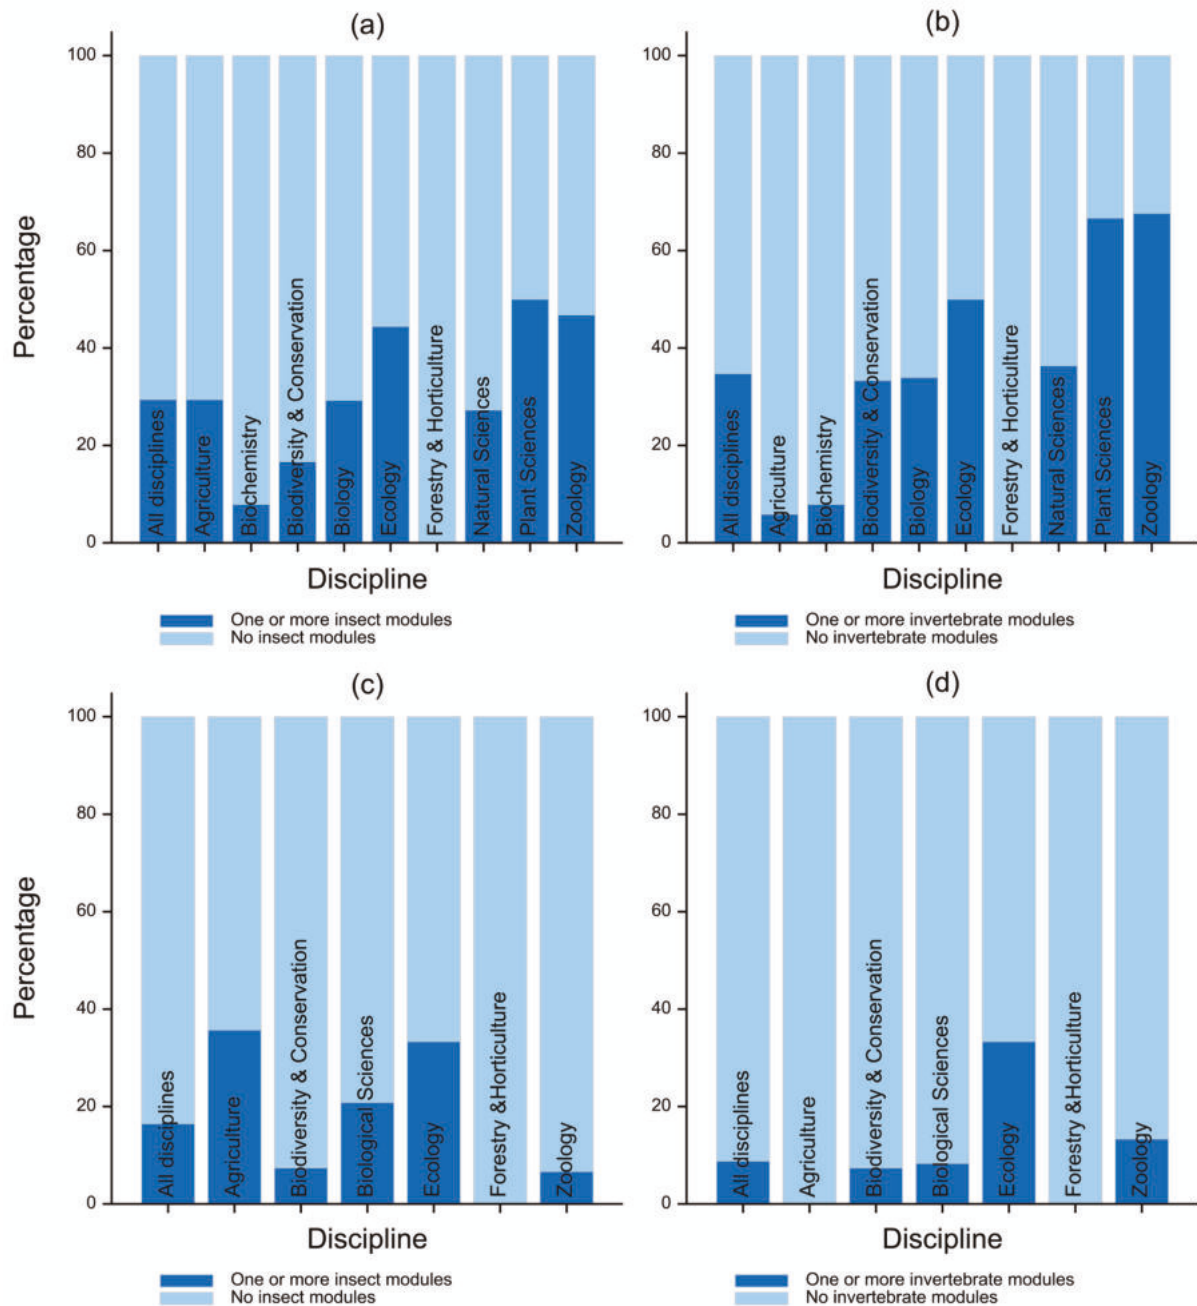 (a)
100
80
60
40
20
0
Percentage
All disciplines
Agriculture
Biochemistry
Biodiversity & Conservation
Biology
Ecology
Forestry & Horticulture
Natural Sciences
Plant Sciences
Zoology
Discipline
One or more insect modules
No insect modules
(b)
100
80
60
40
20
0
All disciplines
Agriculture
Biochemistry
Biodiversity & Conservation
Biology
Ecology
Forestry & Horticulture
Natural Sciences
Plant Sciences
Zoology
Discipline
One or more invertebrate modules
No invertebrate modules
(c)
100
80
60
40
20
0
Percentage
All disciplines
Agriculture
Biodiversity & Conservation
Biological Sciences
Ecology
Forestry &Horticulture
Zoology
Discipline
One or more insect modules
No insect modules
(d)
100
80
60
40
20
0
All disciplines
Agriculture
Biodiversity & Conservation
Biological Sciences
Ecology
Forestry &Horticulture
Zoology
Discipline
One or more invertebrate modules
No invertebrate modules